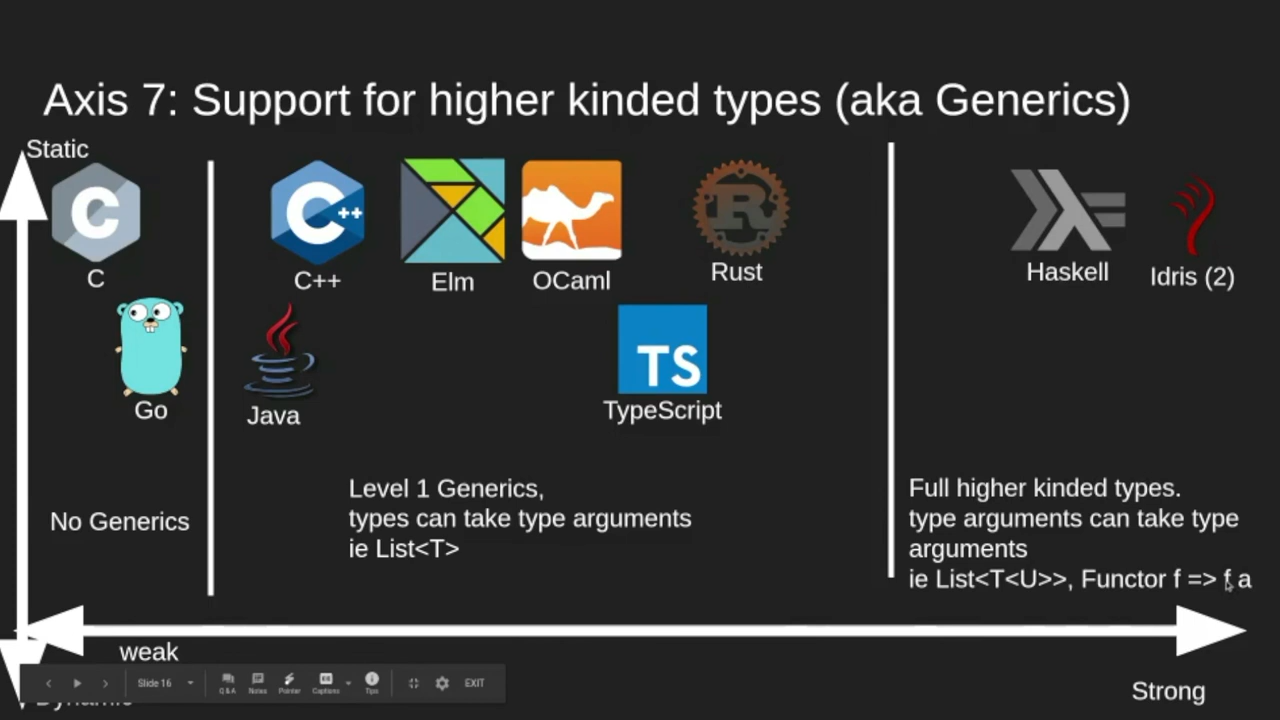 Axis 7: Support for higher kinded types (aka Generics)
Static
C
C++
Elm
OCaml
Rust
Haskell
Idris (2)
Go
Java
TS
TypeScript
No Generics
Level 1 Generics,
types can take type arguments
ie List<T>
Full higher kinded types.
type arguments can take type
arguments
ie List<T<U>>, Functor f => f a
weak
Strong
Slide 16
Q&A
Notes
Pointer
Captions
Tips
EXIT
Dynamic